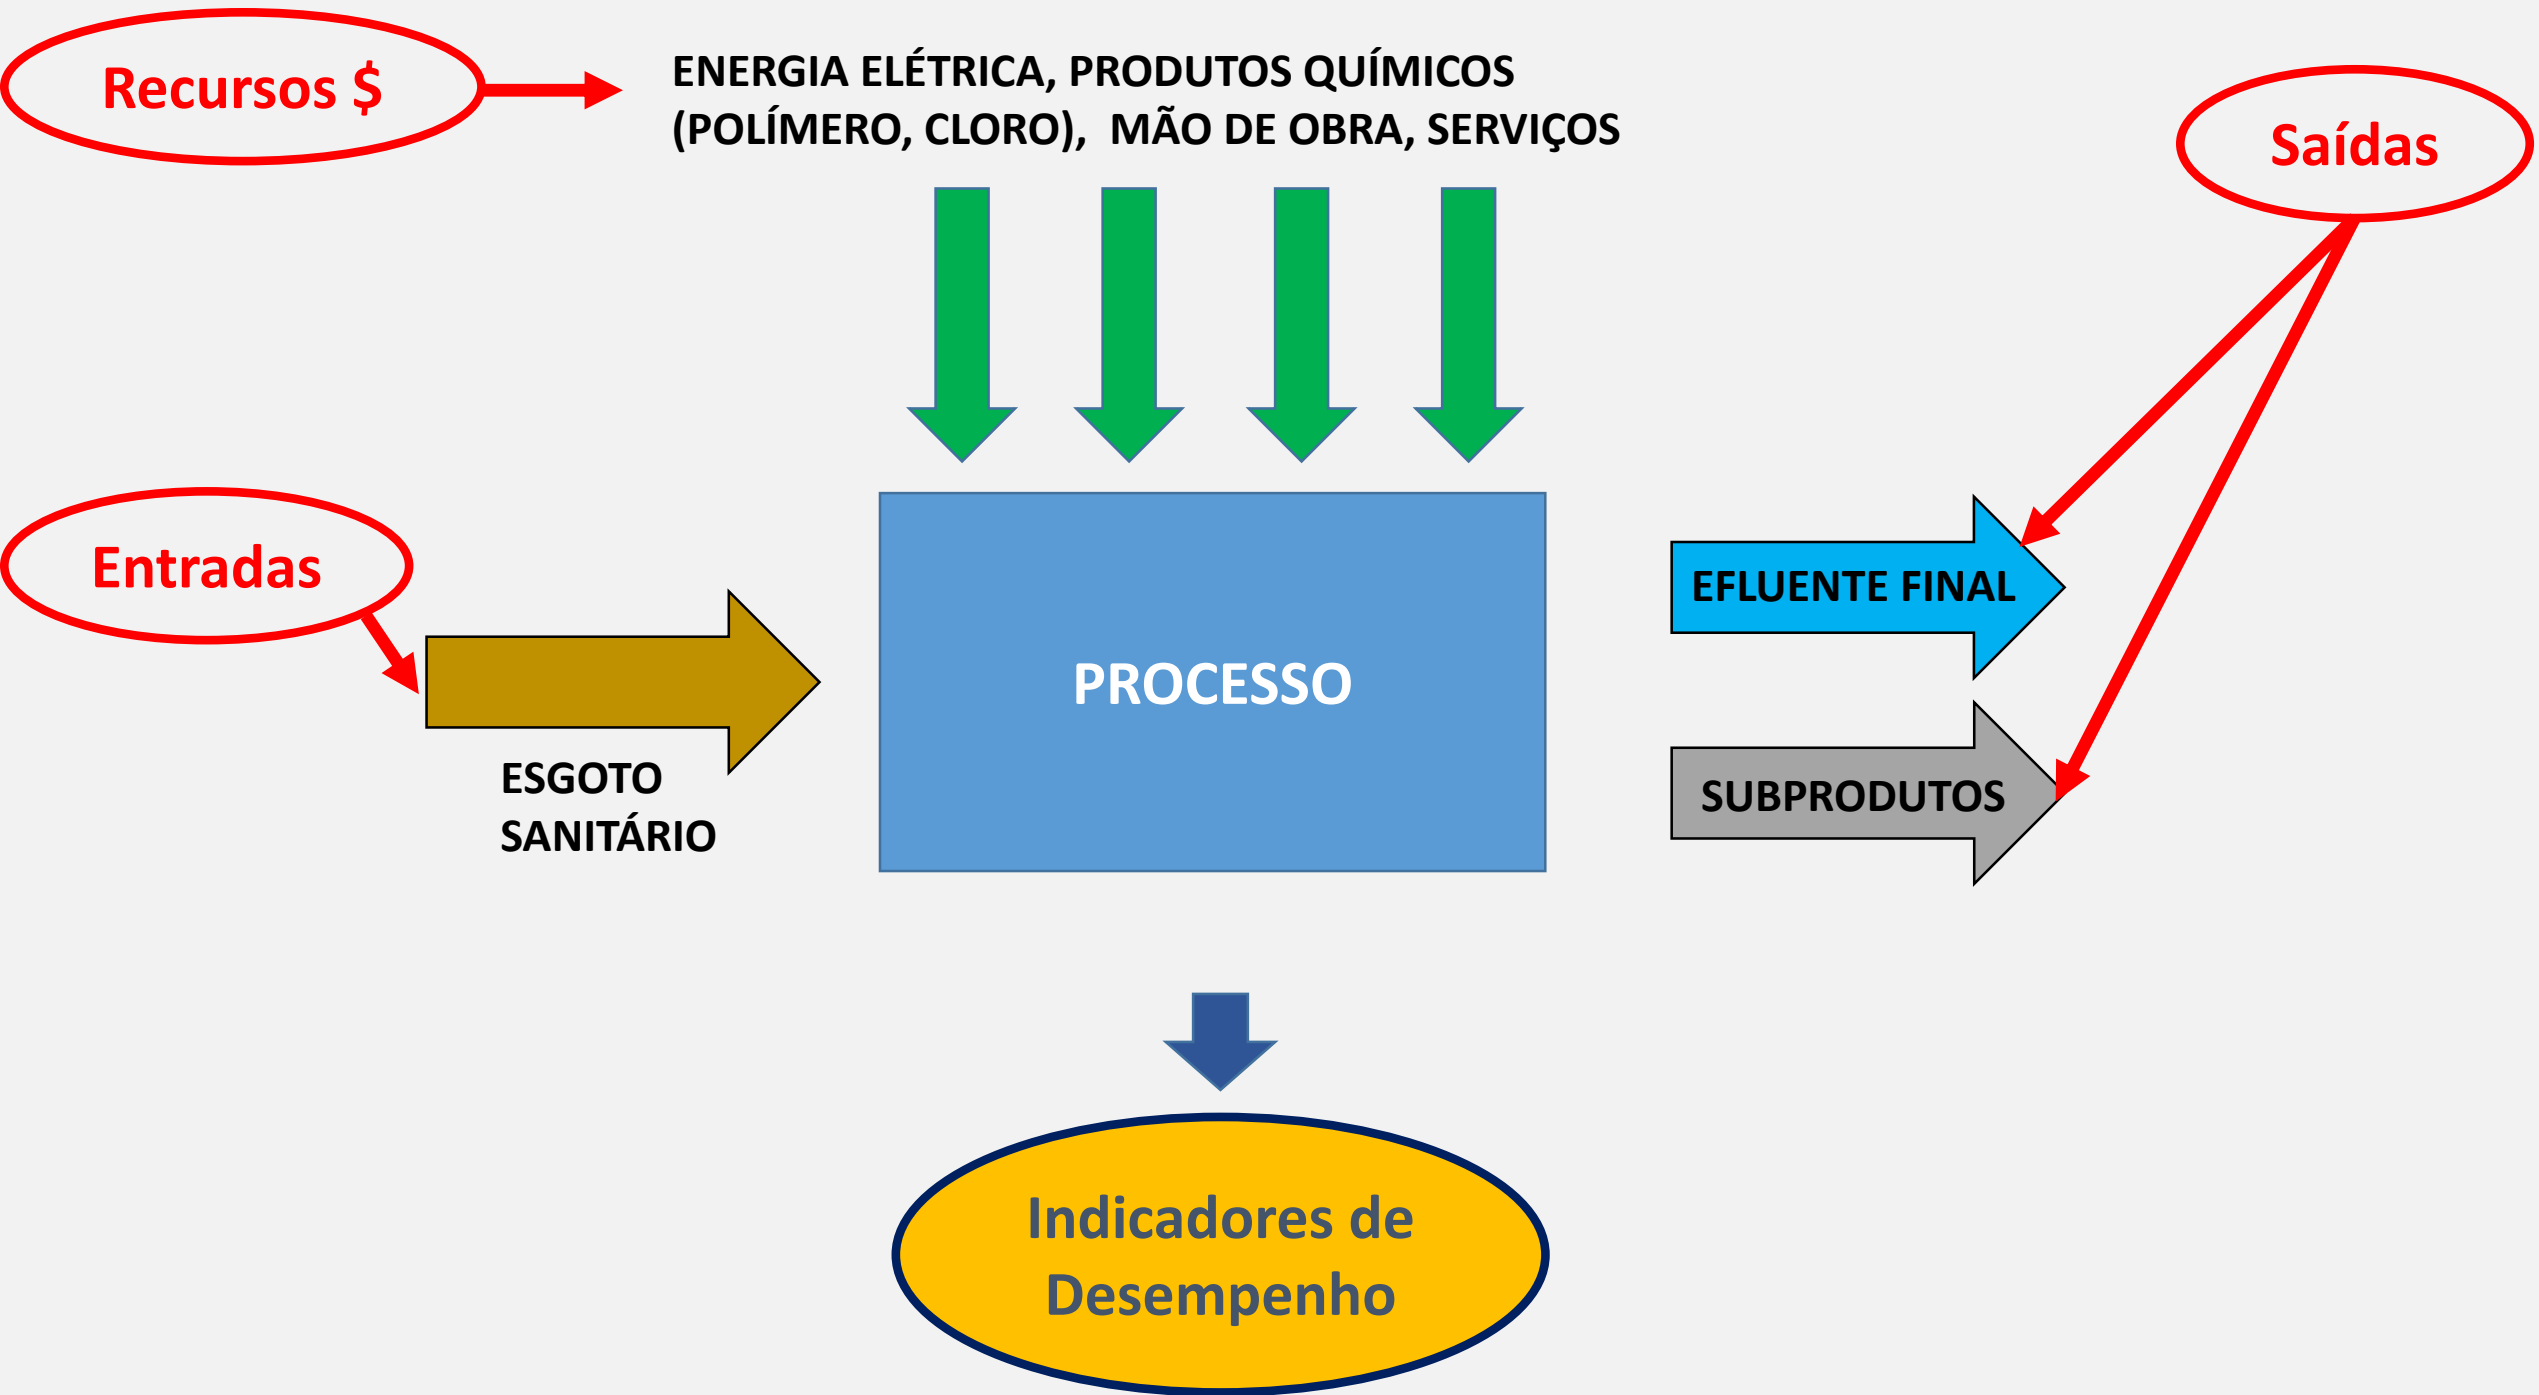 Recursos $
ENERGIA ELÉTRICA, PRODUTOS QUÍMICOS
(POLÍMERO, CLORO), MÃO DE OBRA, SERVIÇOS
Saídas
Entradas
ESGOTO
SANITÁRIO
PROCESSO
EFLUENTE FINAL
SUBPRODUTOS
Indicadores de
Desempenho